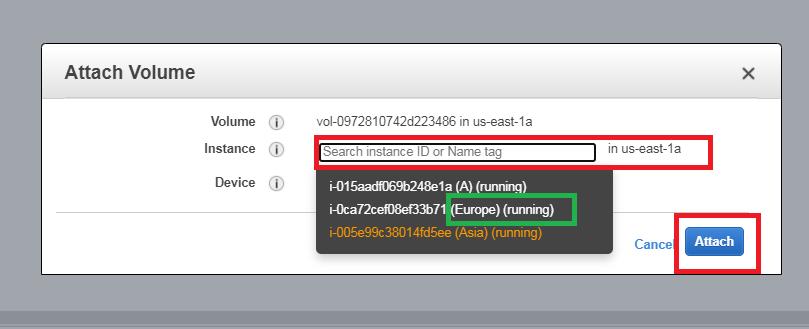 Attach Volume
Volume vol-0972810742d223486 in us-east-1a
Instance Search instance ID or Name tag in us-east-1a
Device
i-015aadf069b248e1a (A) (running)
i-0ca72cef08ef33b71 (Europe) (running)
i-005e99c38014fd5ee (Asia) (running)
Cancel Attach